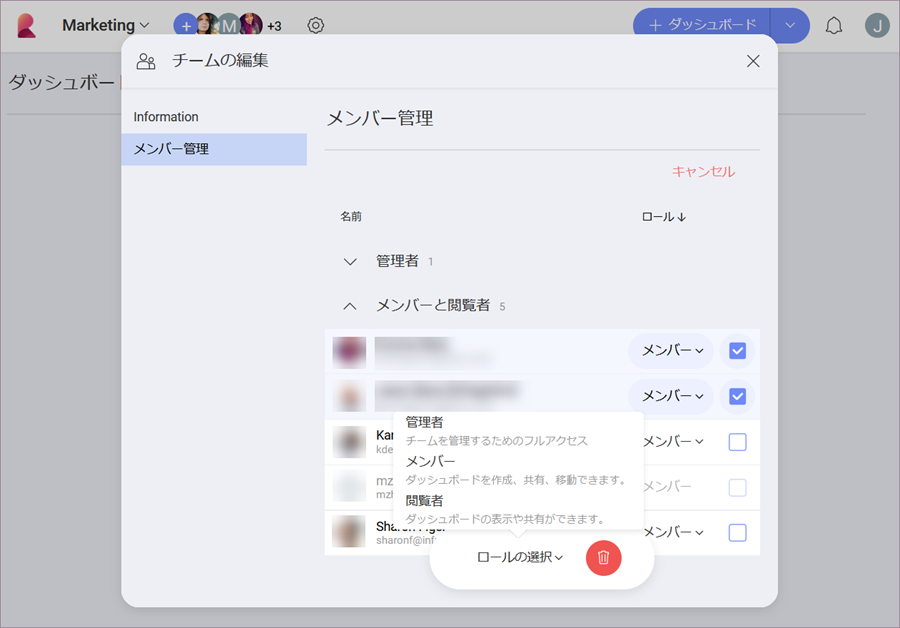 Marketing
+
M
+3
+ ダッシュボード
J
ダッシュボード
チームの編集
Information
メンバー管理
メンバー管理
キャンセル
名前
ロール↓
管理者 1
メンバーと閲覧者 5
メンバー
メンバー
管理者
チームを管理するためのフルアクセス
メンバー
ダッシュボードを作成、共有、移動できます。
閲覧者
ダッシュボードの表示や共有ができます。
メンバー
メンバー
メンバー
sharonf@inf
ロールの選択